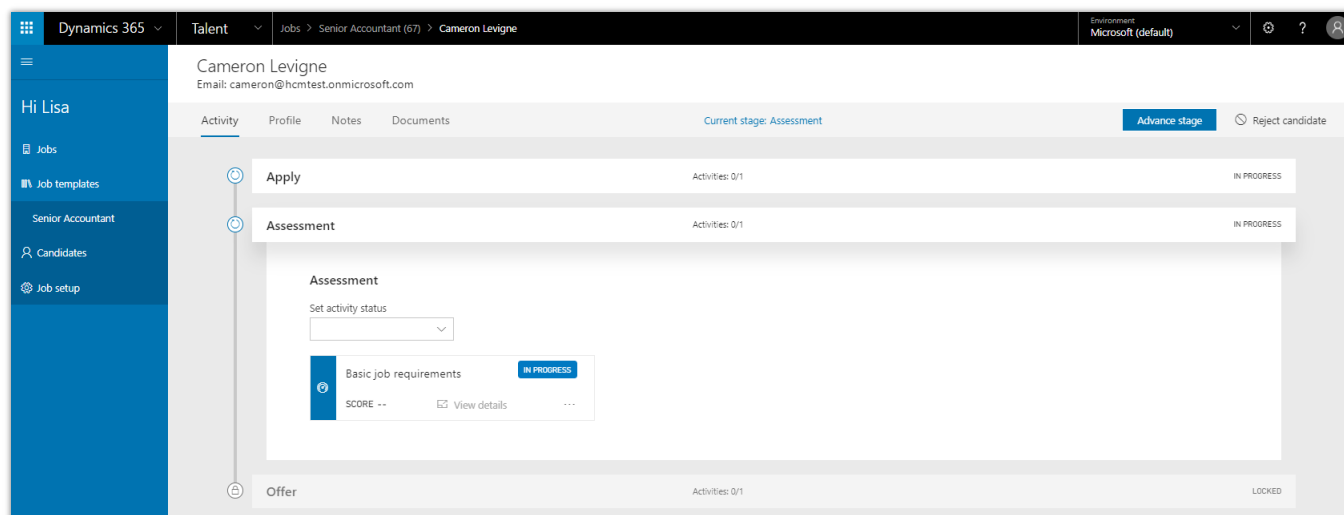 Dynamics 365
Talent
Jobs > Senior Accountant (67) > Cameron Levigne
Environment
Microsoft (default)
?
Cameron Levigne
Email: cameron@hcmtest.onmicrosoft.com
Hi Lisa
Activity Profile Notes Documents
Current stage: Assessment
Advance stage
Reject candidate
Jobs
Job templates
Senior Accountant
Candidates
Job setup
Apply Activities: 0/1 IN PROGRESS
Assessment Activities: 0/1 IN PROGRESS
Assessment
Set activity status
Basic job requirements IN PROGRESS
SCORE -- View details ---
Offer Activities: 0/1 LOCKED